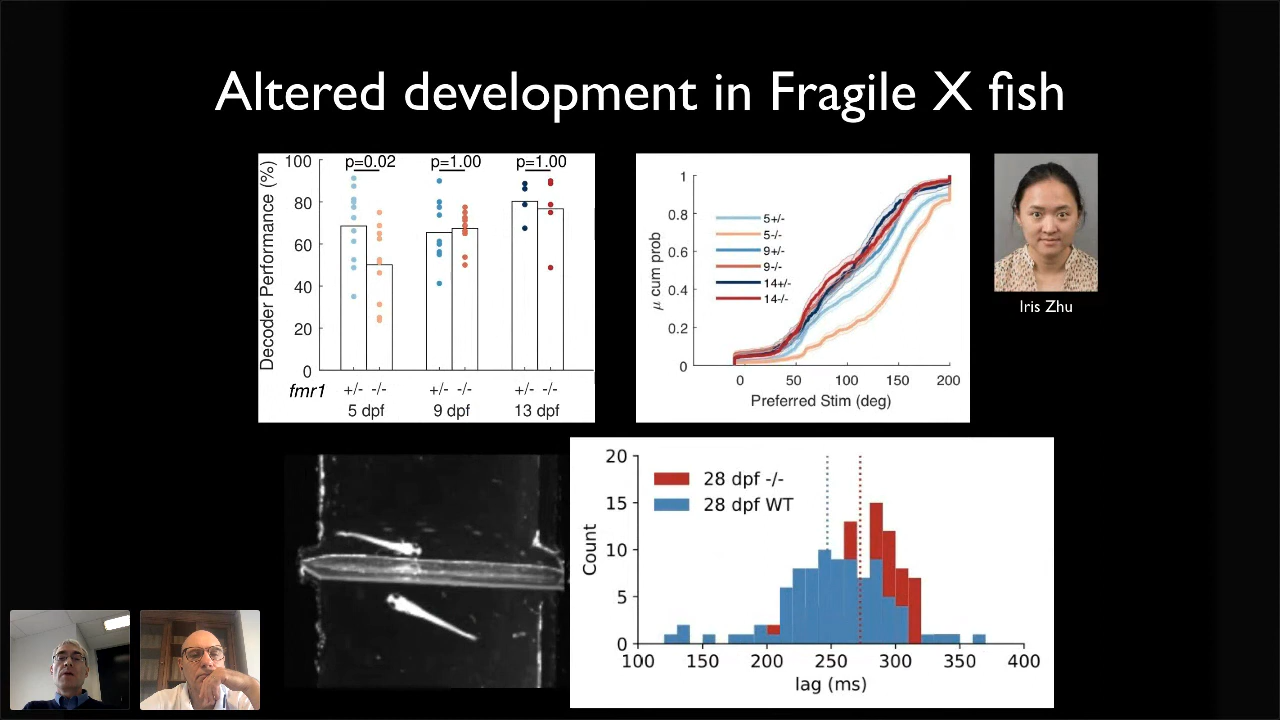 Altered development in Fragile X fish
Decoder Performance (%)
100
80
60
40
20
0
p=0.02
p=1.00
p=1.00
fmr1
+/- -/-
+/- -/-
+/- -/-
5 dpf
9 dpf
13 dpf
μ cum prob
1
0.8
0.6
0.4
0.2
0
5+/-
5-/-
9+/-
9-/-
14+/-
14-/-
0
50
100
150
200
Preferred Stim (deg)
Iris Zhu
Count
20
15
10
5
0
28 dpf -/-
28 dpf WT
100
150
200
250
300
350
400
lag (ms)